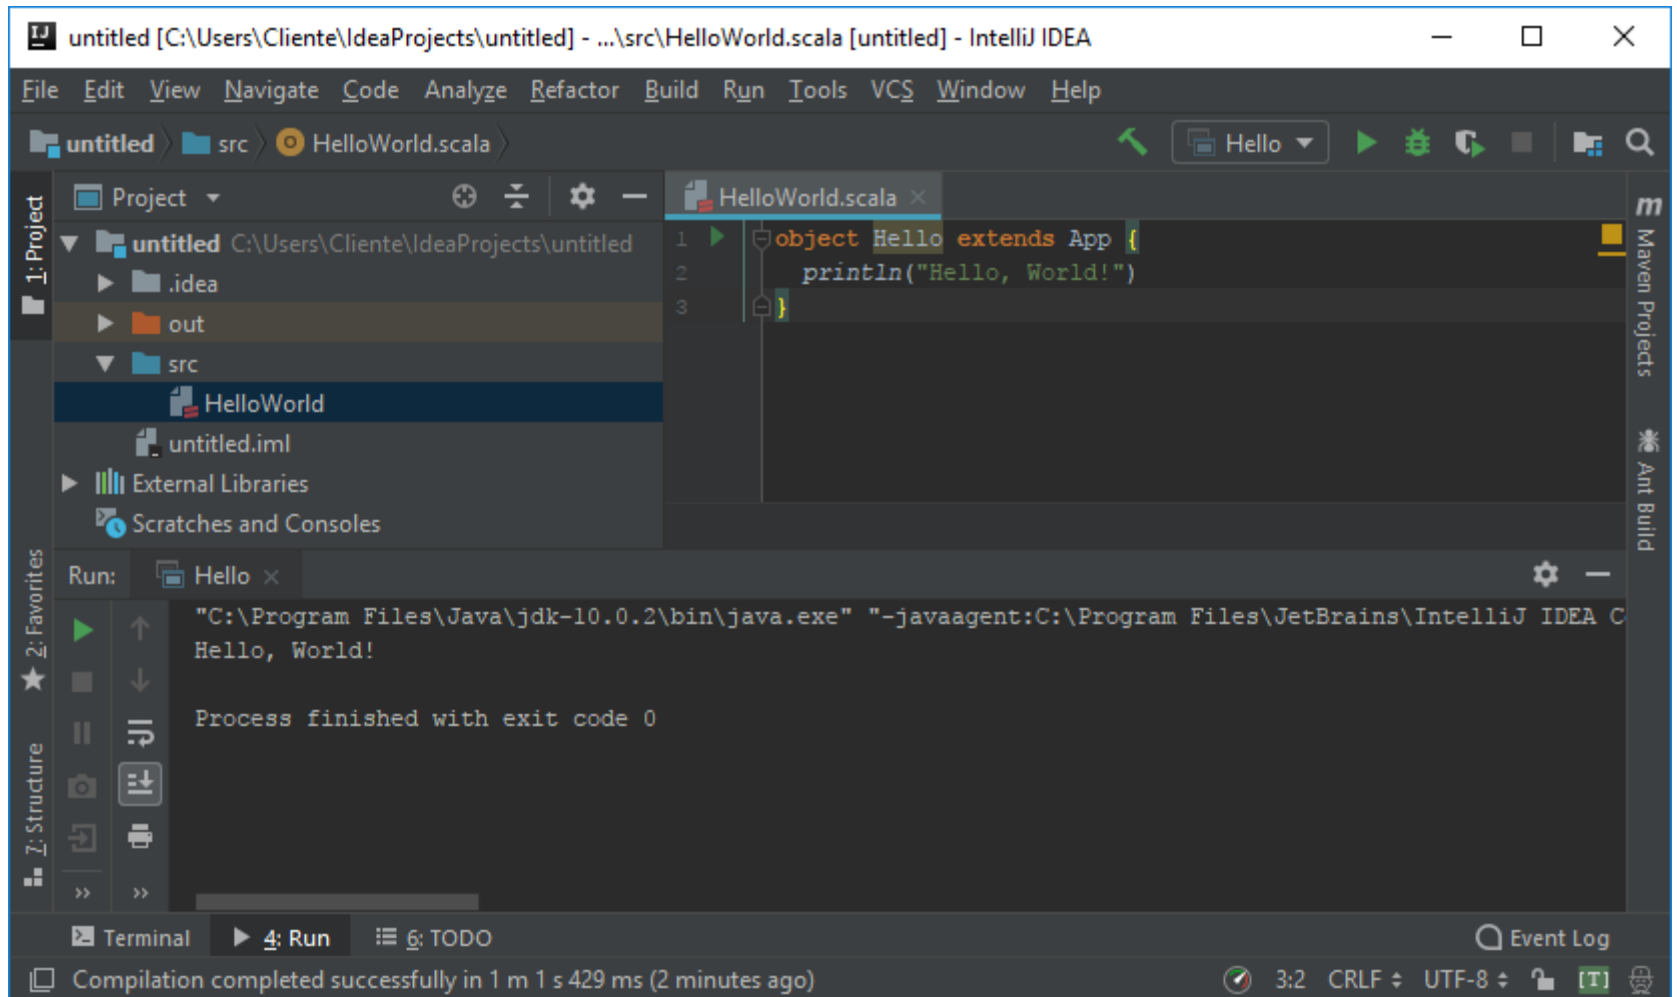 untitled [C:\Users\Cliente\IdeaProjects\untitled] - ...\src\HelloWorld.scala [untitled] - IntelliJ IDEA
File Edit View Navigate Code Analyze Refactor Build Run Tools VCS Window Help
untitled src HelloWorld.scala Hello
1: Project
2: Favorites
7: Structure
Project
untitled C:\Users\Cliente\IdeaProjects\untitled
.idea
out
src
HelloWorld
untitled.iml
External Libraries
Scratches and Consoles
HelloWorld.scala
1 object Hello extends App {
2 println("Hello, World!")
3 }
m Maven Projects
Ant Build
Run: Hello
"C:\Program Files\Java\jdk-10.0.2\bin\java.exe" "-javaagent:C:\Program Files\JetBrains\IntelliJ IDEA C
Hello, World!
Process finished with exit code 0
Terminal 4: Run 6: TODO Event Log
Compilation completed successfully in 1 m 1 s 429 ms (2 minutes ago) 3:2 CRLF UTF-8 [T]